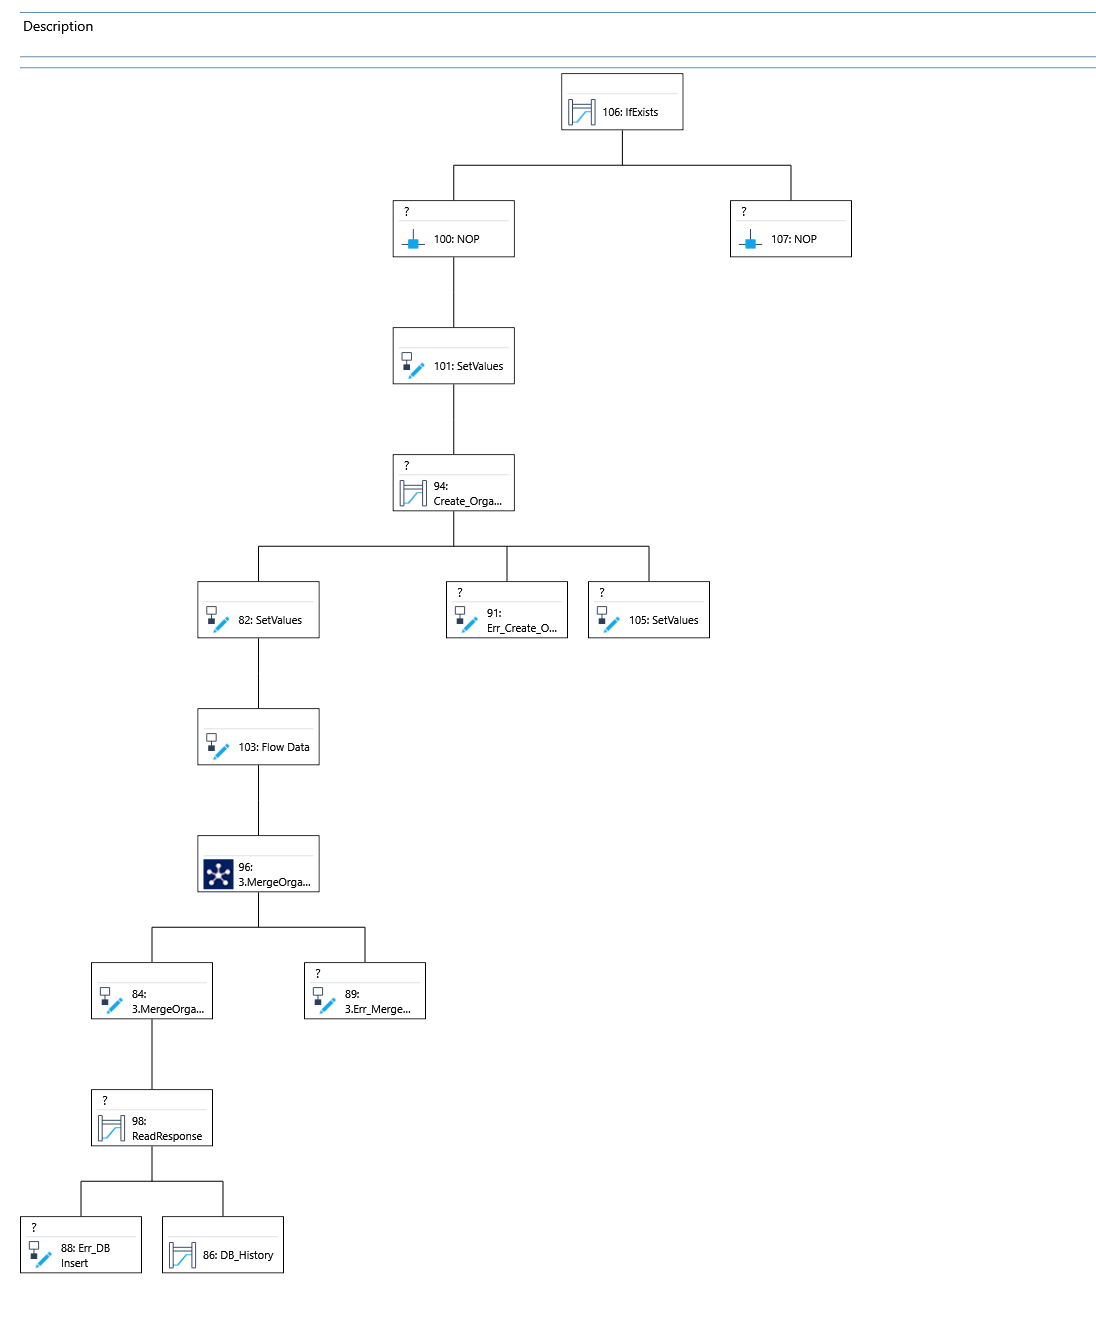 Description
106: IfExists
?
100: NOP
?
107: NOP
101: SetValues
?
94:
Create_Orga...
82: SetValues
?
91:
Err_Create_O...
?
105: SetValues
103: Flow Data
96:
3.MergeOrga...
84:
3.MergeOrga...
?
89:
3.Err_Merge...
?
98:
ReadResponse
?
88: Err_DB
Insert
86: DB_History